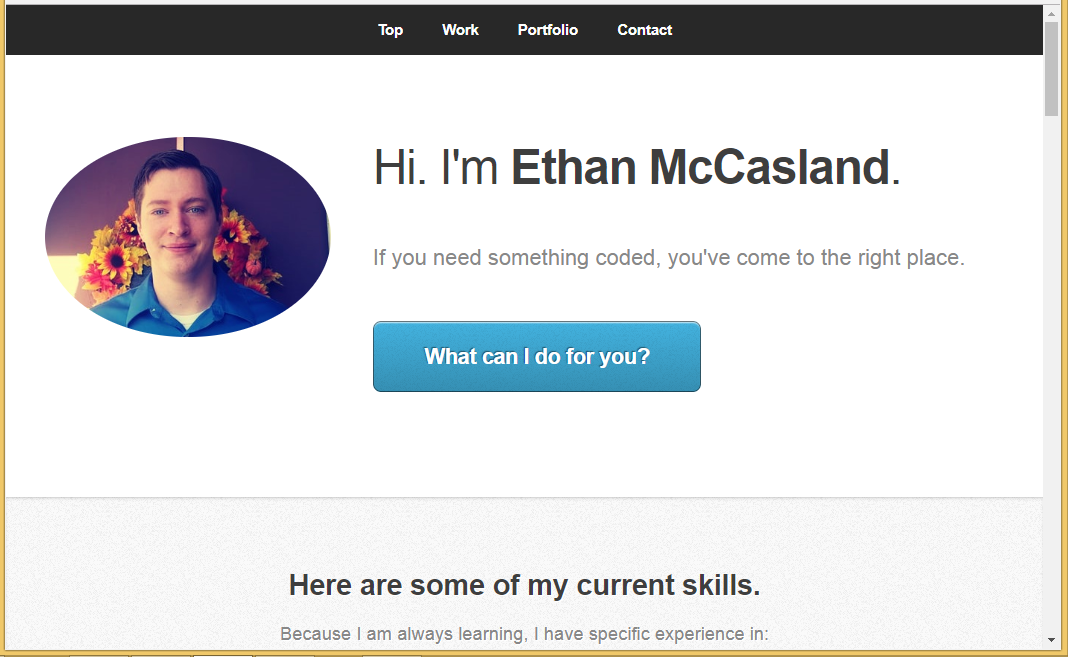 Top Work Portfolio Contact
Hi. I'm Ethan McCasland.
If you need something coded, you've come to the right place.
What can I do for you?
Here are some of my current skills.
Because I am always learning, I have specific experience in: